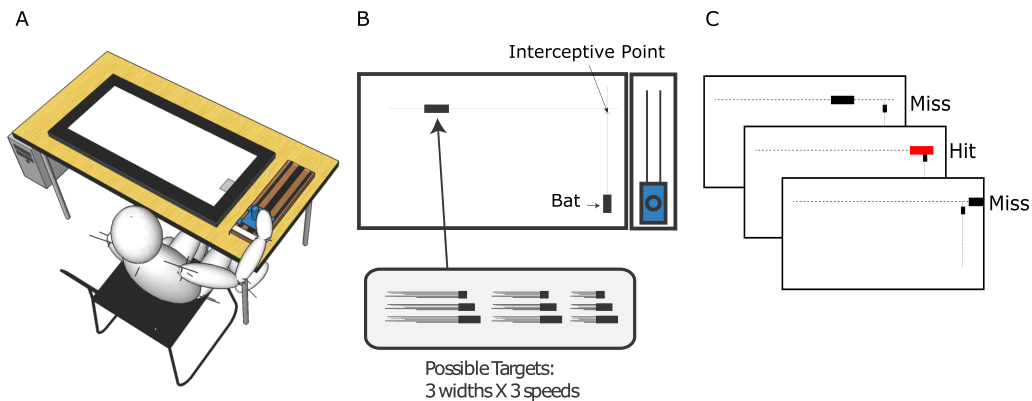 A
B
C
Interceptive Point
Bat
Miss
Hit
Miss
Possible Targets:
3 widths X 3 speeds